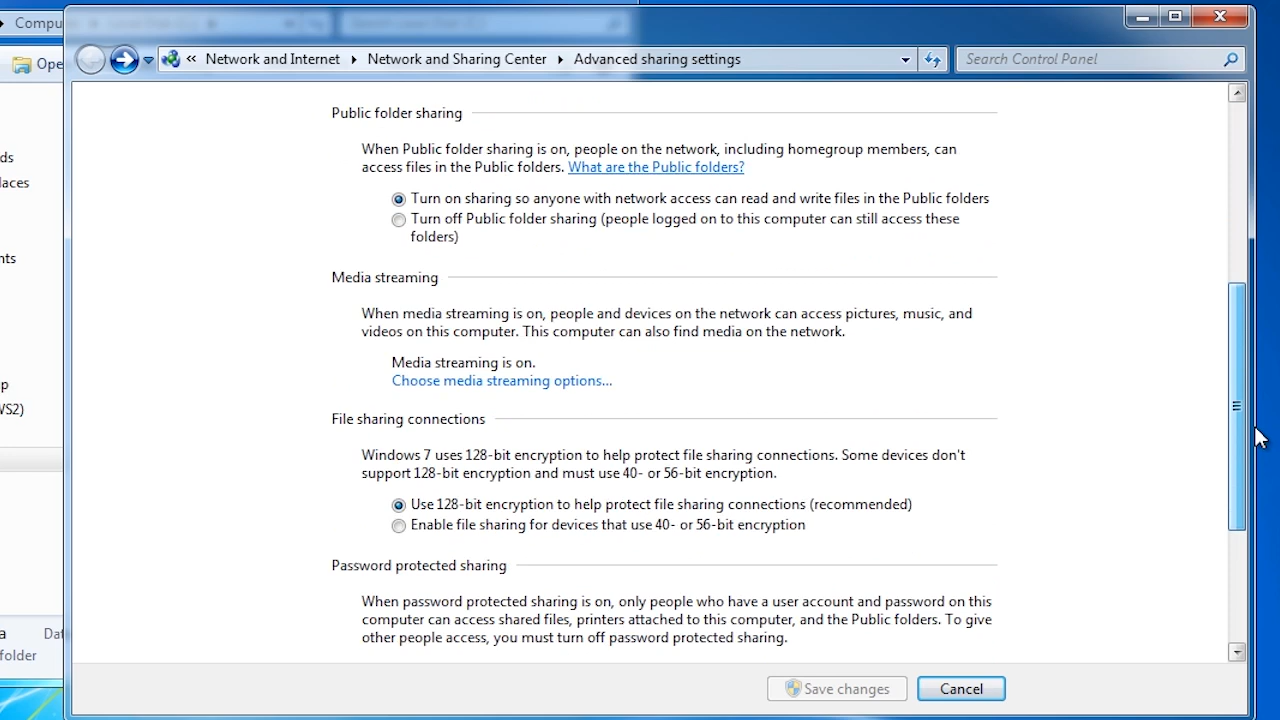 Compu
« Network and Internet ▸ Network and Sharing Center ▸ Advanced sharing settings
Search Control Panel
Ope
ds
laces
nts
p
WS2)
a Dat
folder
Public folder sharing
When Public folder sharing is on, people on the network, including homegroup members, can
access files in the Public folders. What are the Public folders?
Turn on sharing so anyone with network access can read and write files in the Public folders
Turn off Public folder sharing (people logged on to this computer can still access these
folders)
Media streaming
When media streaming is on, people and devices on the network can access pictures, music, and
videos on this computer. This computer can also find media on the network.
Media streaming is on.
Choose media streaming options...
File sharing connections
Windows 7 uses 128-bit encryption to help protect file sharing connections. Some devices don't
support 128-bit encryption and must use 40- or 56-bit encryption.
Use 128-bit encryption to help protect file sharing connections (recommended)
Enable file sharing for devices that use 40- or 56-bit encryption
Password protected sharing
When password protected sharing is on, only people who have a user account and password on this
computer can access shared files, printers attached to this computer, and the Public folders. To give
other people access, you must turn off password protected sharing.
Save changes
Cancel